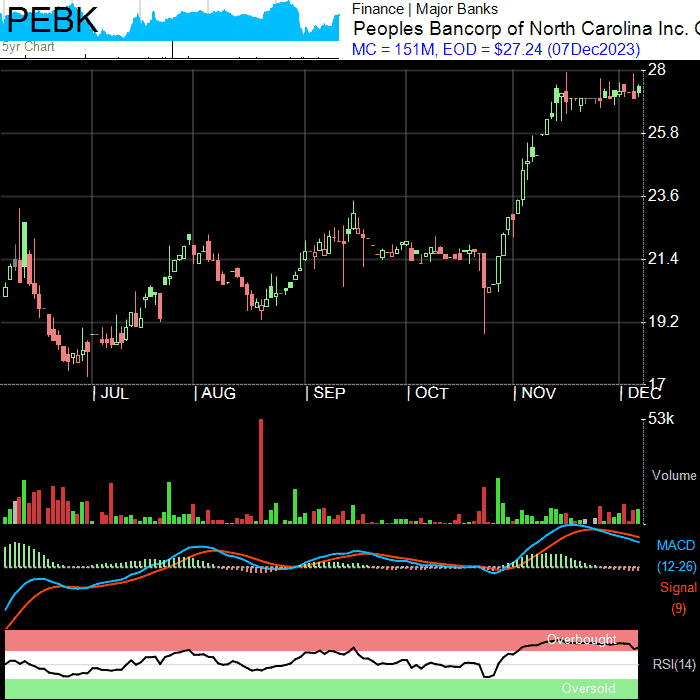 PEBK
5yr Chart
Finance | Major Banks
Peoples Bancorp of North Carolina Inc.
MC = 151M, EOD = $27.24 (07Dec2023)
28
25.8
23.6
21.4
19.2
17
| JUL | AUG | SEP | OCT | NOV | DEC
53k
Volume
MACD
(12-26)
Signal
(9)
Overbought
RSI(14)
Oversold